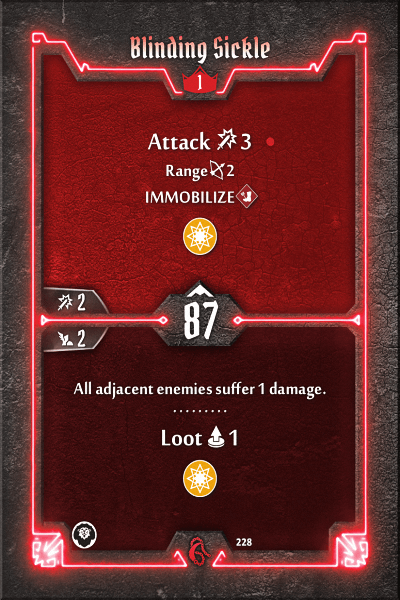 Blinding Sickle
1
Attack 3
Range 2
IMMOBILIZE
2
87
2
All adjacent enemies suffer 1 damage.
Loot 1
228